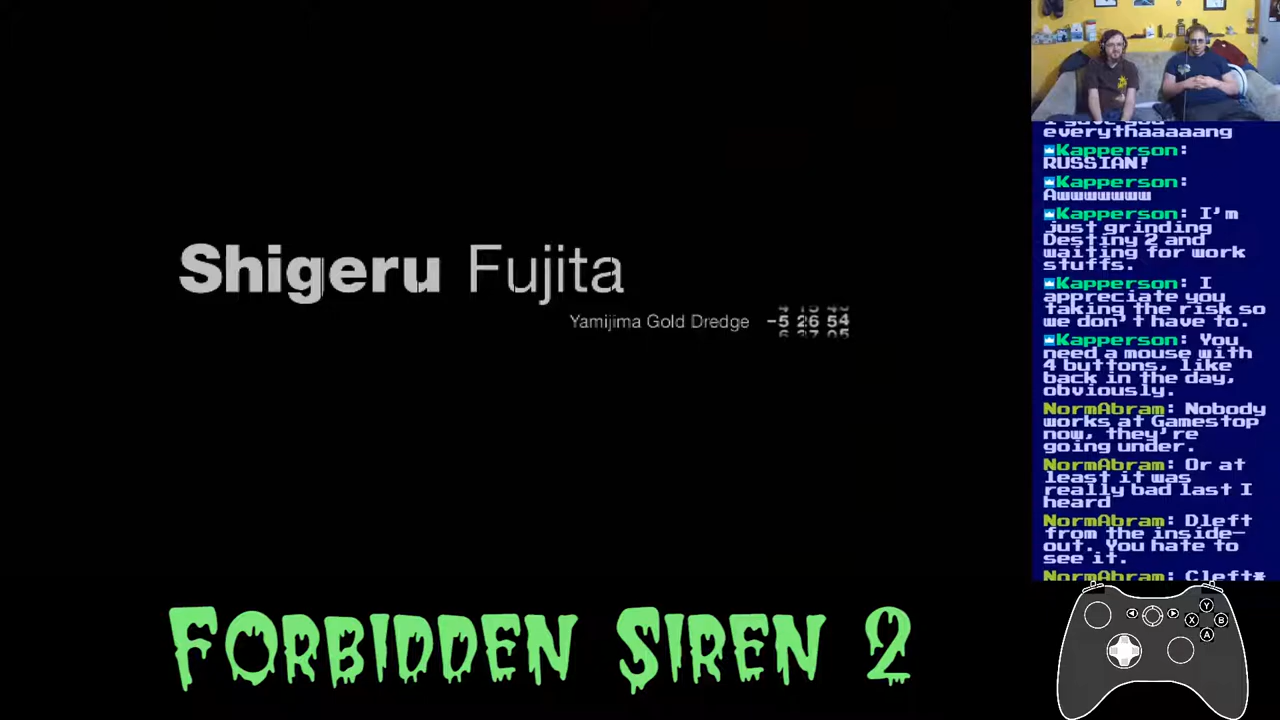 Shigeru Fujita
Yamijima Gold Dredge -5 26 54
FORBIDDEN SIREN 2
everythaaaaang
Kapperson:
RUSSIAN!
Kapperson:
Awwwwwww
Kapperson: I'm
just grinding
Destiny 2 and
waiting for work
stuffs.
Kapperson: I
appreciate you
taking the risk so
we don't have to.
Kapperson: You
need a mouse with
4 buttons, like
back in the day,
obviously.
NormAbram: Nobody
works at Gamestop
now, they're
going under.
NormAbram: Or at
least it was
really bad last I
heard
NormAbram: Dleft
from the inside-
out. You hate to
see it.
NormAbram: Cleft*
Y
X B
A